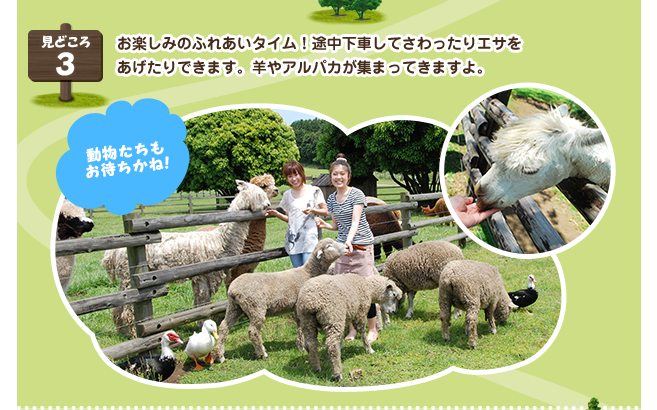 見どころ
3
お楽しみのふれあいタイム！途中下車してさわったりエサを
あげたりできます。羊やアルパカが集まってきますよ。
動物たちも
お待ちかね!